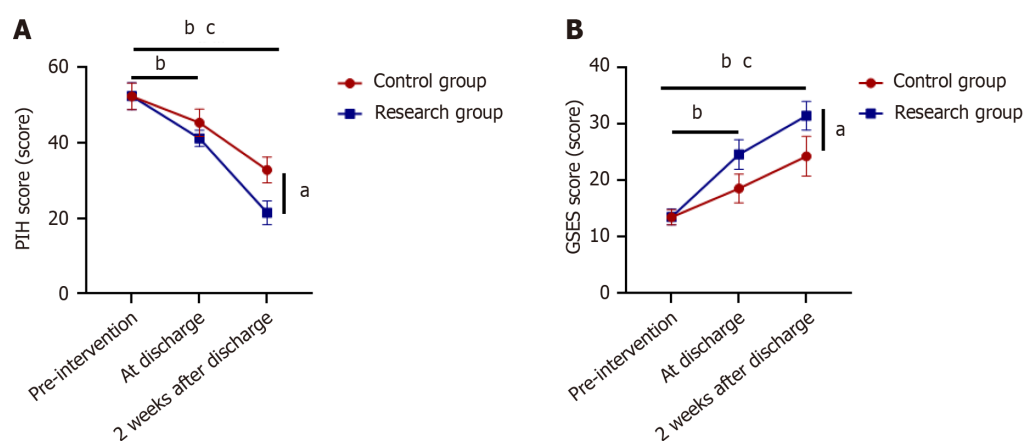 A
b c
b
60
40
20
0
PIH score (score)
Control group
Research group
a
Pre-intervention
At discharge
2 weeks after discharge
B
b c
b
40
30
20
10
0
GSES score (score)
Control group
Research group
a
Pre-intervention
At discharge
2 weeks after discharge